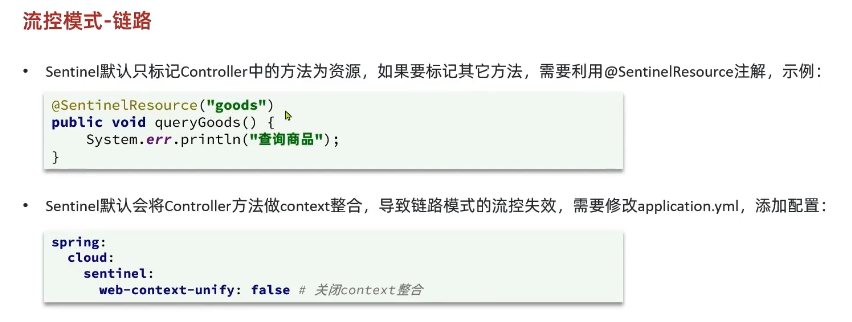 流控模式-链路
• Sentinel默认只标记Controller中的方法为资源，如果要标记其它方法，需要利用@SentinelResource注解，示例：
@SentinelResource("goods")
public void queryGoods() {
    System.err.println("查询商品");
}
• Sentinel默认会将Controller方法做context整合，导致链路模式的流控失效，需要修改application.yml，添加配置：
spring:
  cloud:
    sentinel:
      web-context-unify: false # 关闭context整合